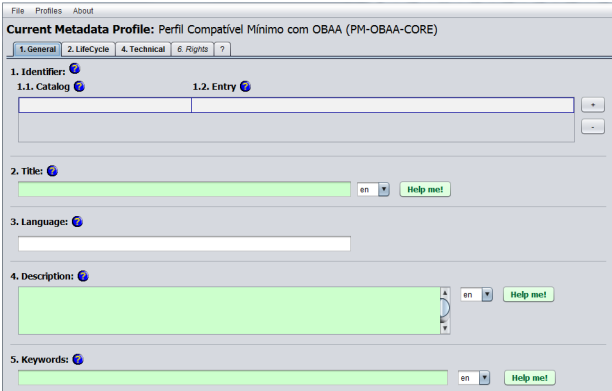 File Profiles About
Current Metadata Profile: Perfil Compatível Mínimo com OBAA (PM-OBAA-CORE)
1. General 2. LifeCycle 4. Technical 6. Rights ?
1. Identifier: ?
1.1. Catalog ? 1.2. Entry ?
+
-
2. Title: ?
en Help me!
3. Language: ?
4. Description: ?
en Help me!
5. Keywords: ?
en Help me!